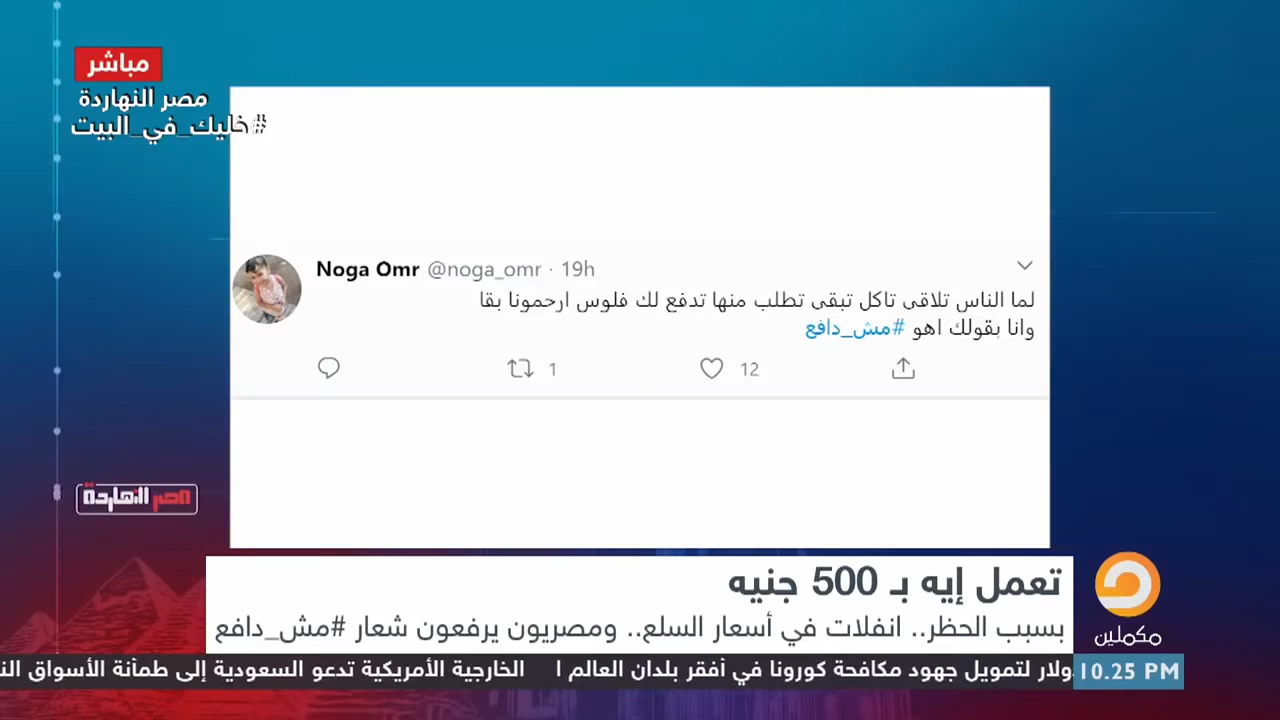 مباشر
مصر النهاردة
#خليك_في_البيت
Noga Omr @noga_omr · 19h
لما الناس تلاقى تاكل تبقى تطلب منها تدفع لك فلوس ارحمونا بقا
وانا بقولك اهو #مش_دافع
1 12
مصر النهاردة
تعمل إيه بـ 500 جنيه
بسبب الحظر.. انفلات في أسعار السلع.. ومصريون يرفعون شعار #مش_دافع
مكملين
ولار لتمويل جهود مكافحة كورونا في أفقر بلدان العالم ا الخارجية الأمريكية تدعو السعودية إلى طمأنة الأسواق
10.25 PM